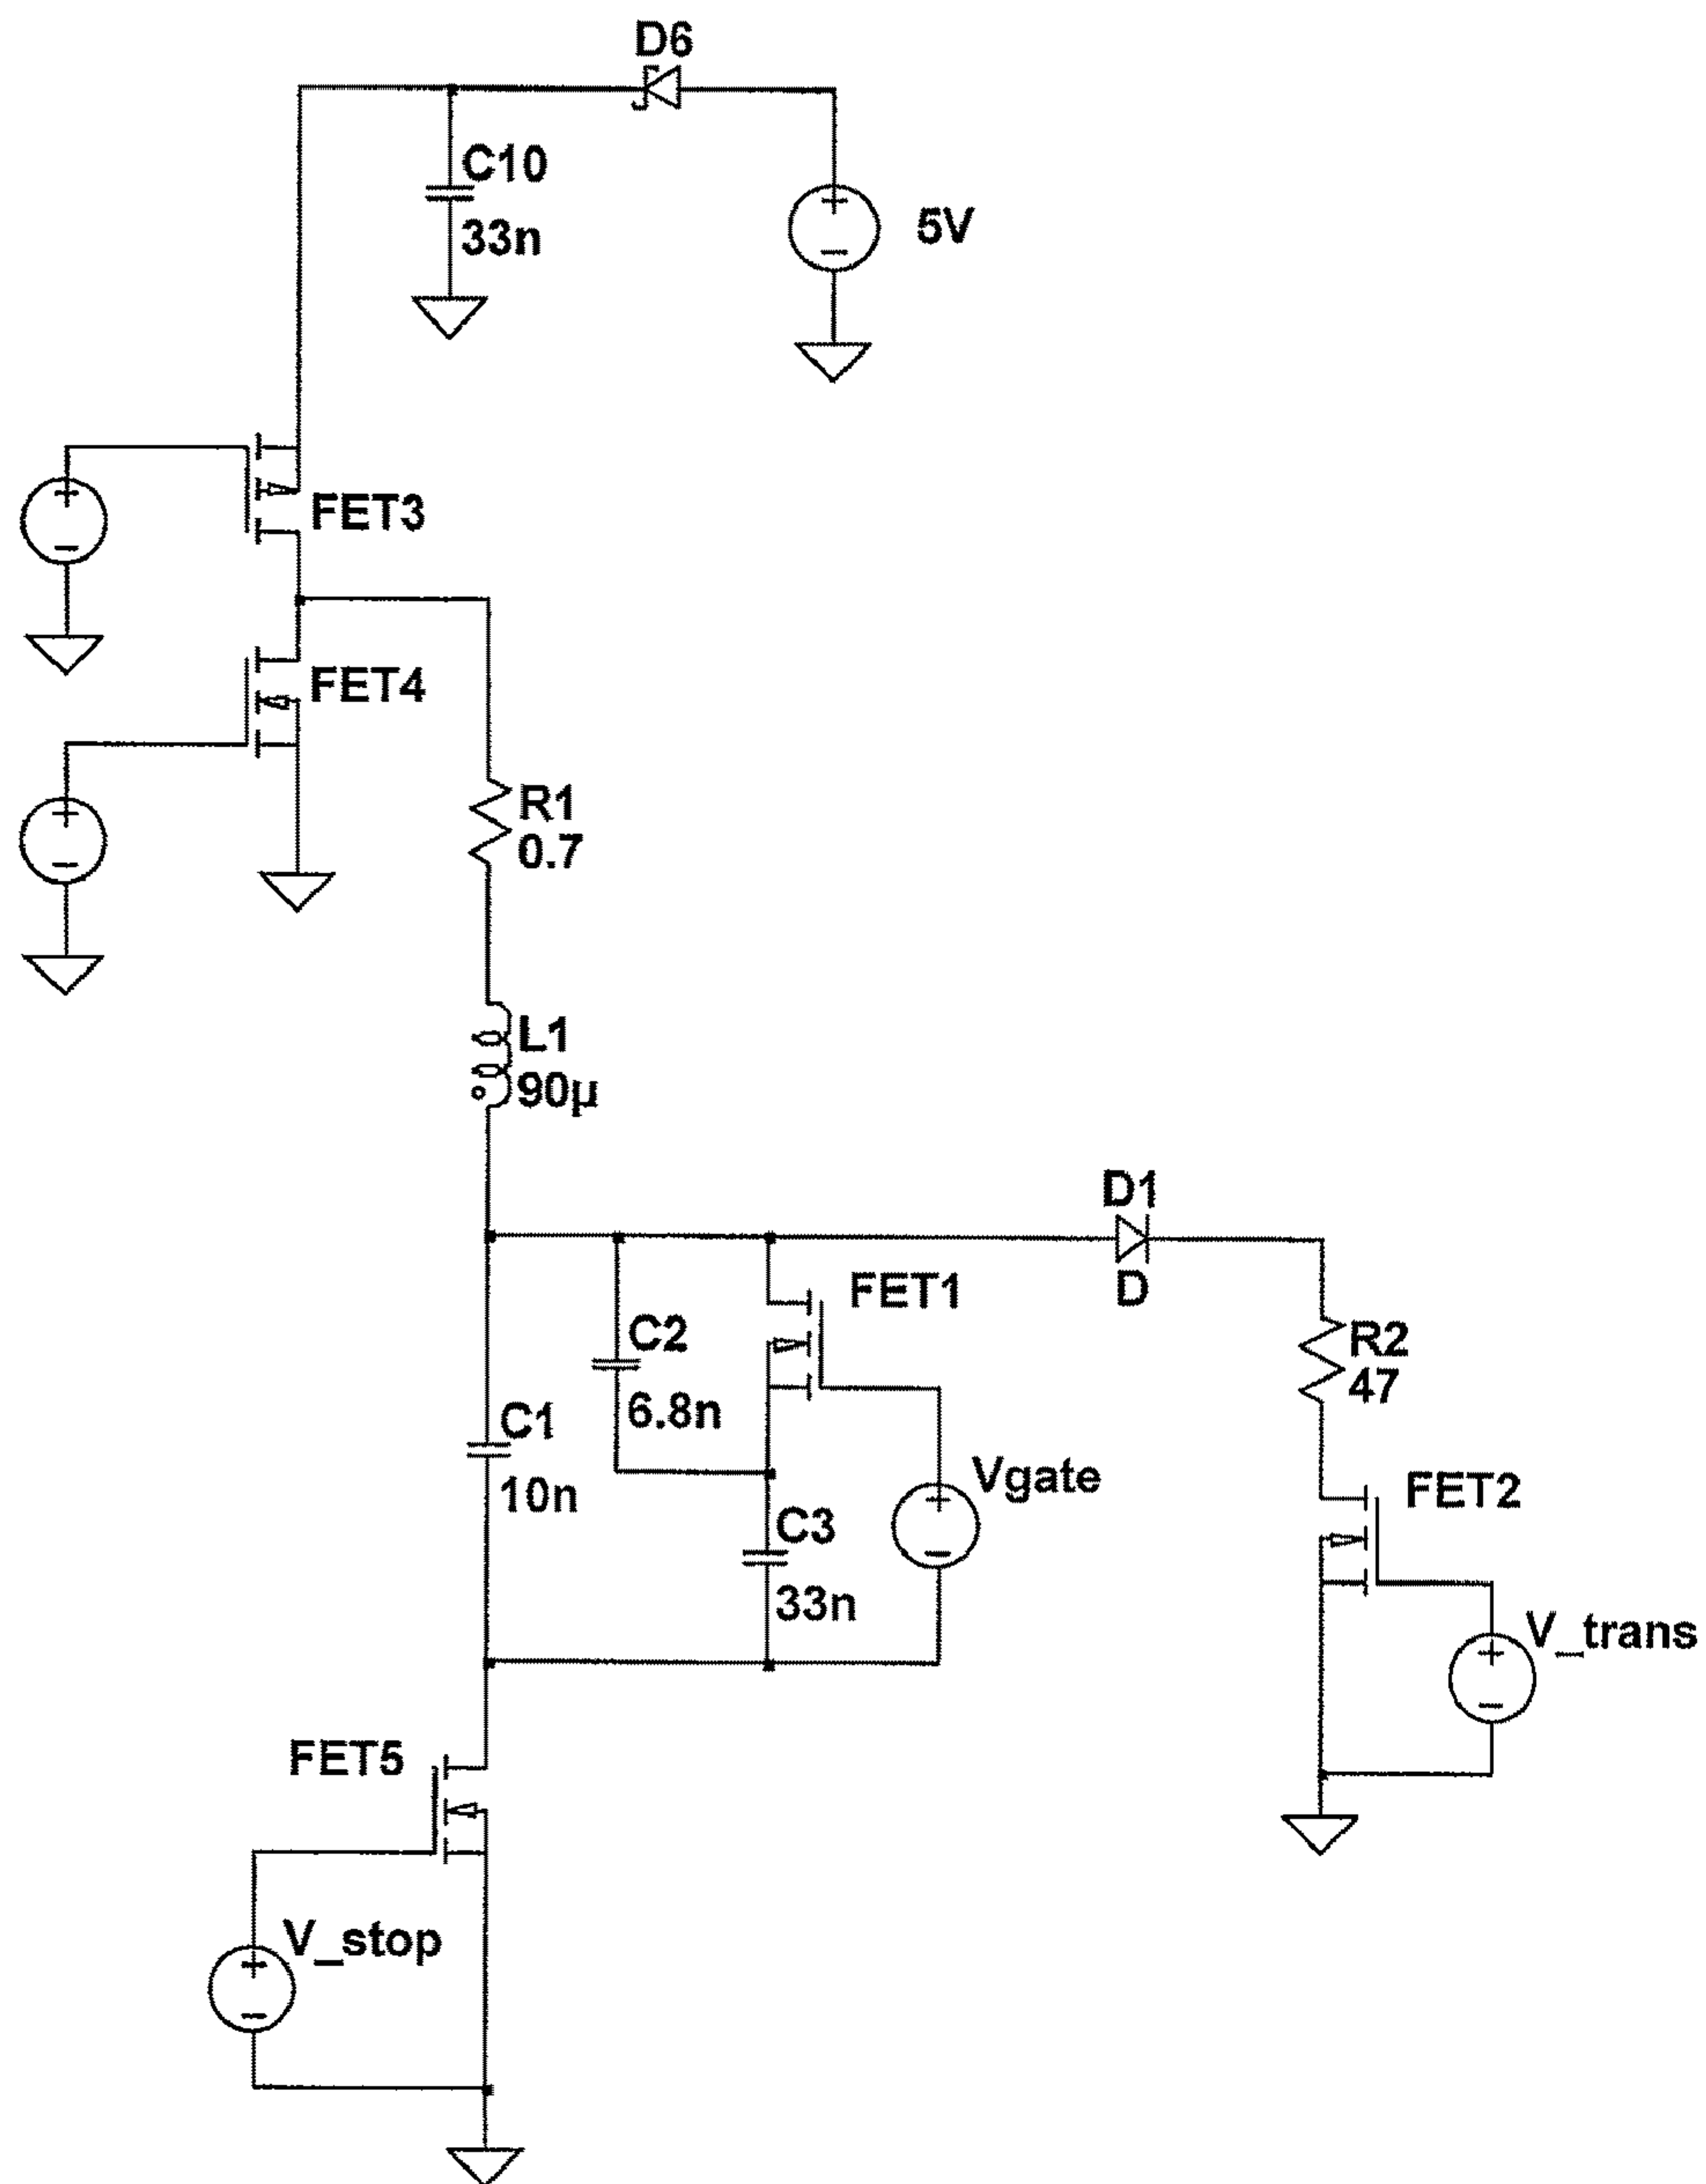 D6
C10
33n
+
−
5V
+
−
FET3
FET4
+
−
R1
0.7
L1
90µ
D1
D
FET1
C2
6.8n
R2
47
C1
10n
Vgate
+
−
C3
33n
FET2
V_trans
+
−
FET5
V_stop
+
−